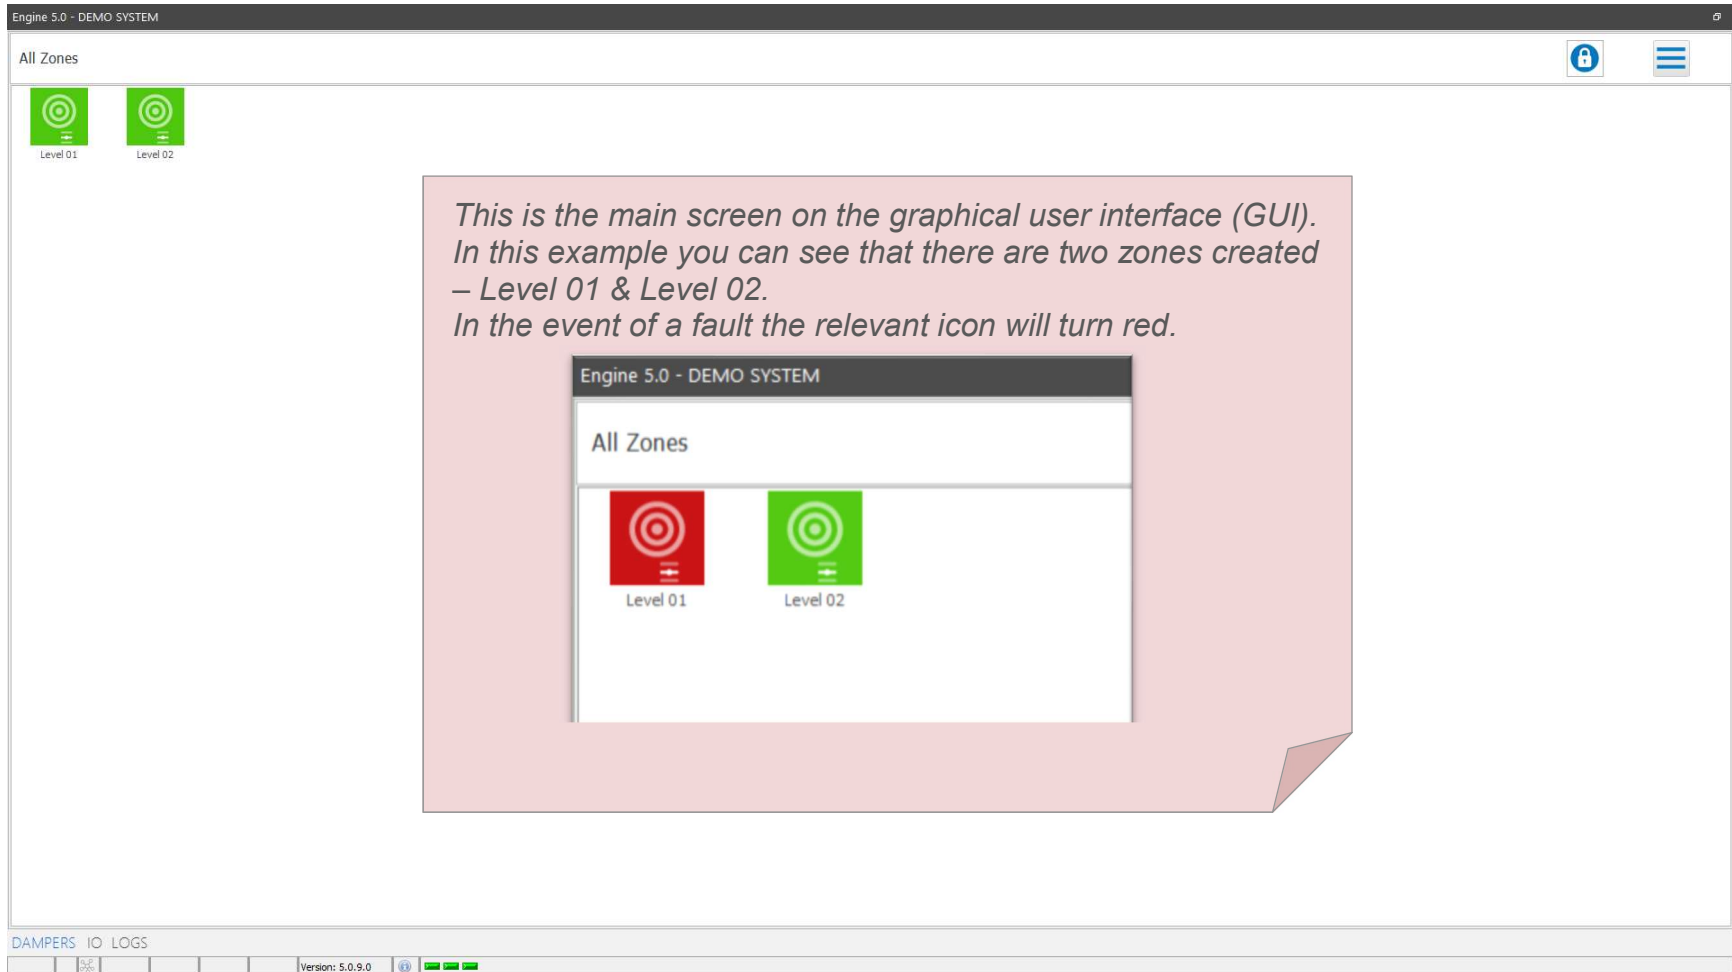 Engine 5.0 - DEMO SYSTEM
All Zones
Level 01
Level 02
This is the main screen on the graphical user interface (GUI).
In this example you can see that there are two zones created
– Level 01 & Level 02.
In the event of a fault the relevant icon will turn red.
Engine 5.0 - DEMO SYSTEM
All Zones
Level 01
Level 02
DAMPERS IO LOGS
Version: 5.0.9.0